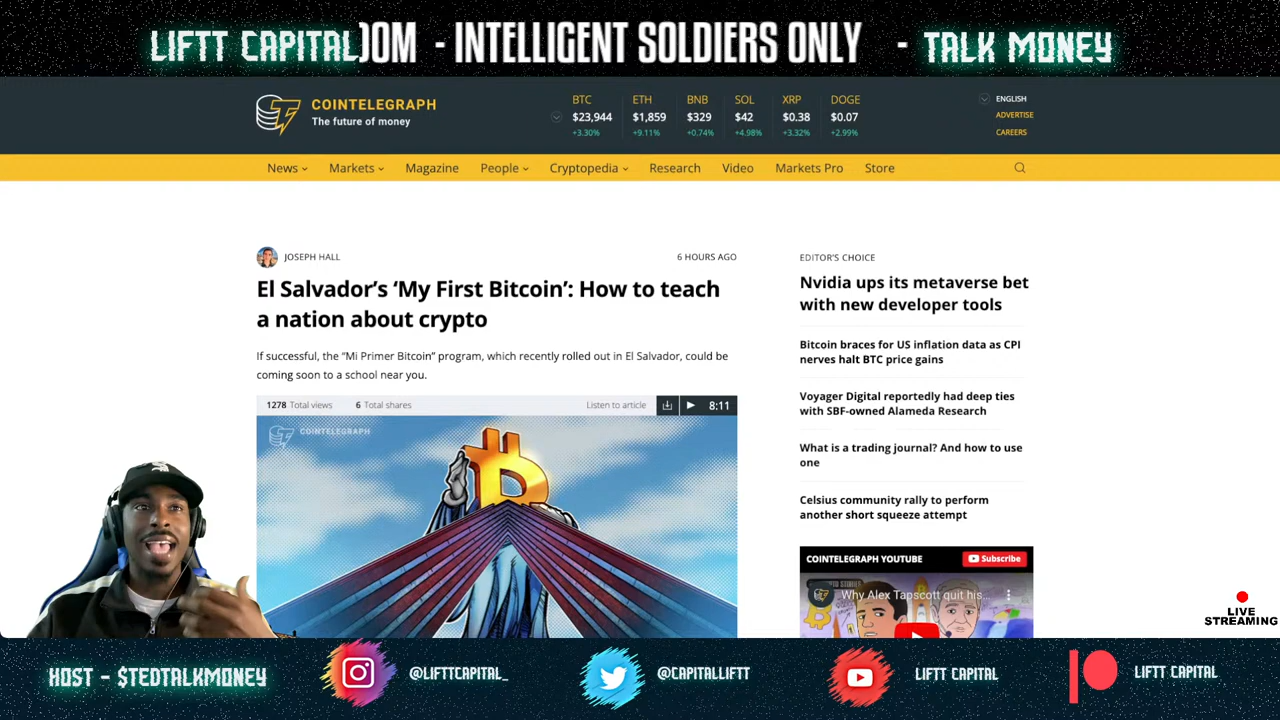 LIFTT CAPITAL OM - INTELLIGENT SOLDIERS ONLY - TALK MONEY
COINTELEGRAPH
The future of money
BTC ETH BNB SOL XRP DOGE
$23,944 $1,859 $329 $42 $0.38 $0.07
+3.30% +9.11% +0.74% +4.98% +3.32% +2.99%
ENGLISH
ADVERTISE
CAREERS
News Markets Magazine People Cryptopedia Research Video Markets Pro Store
JOSEPH HALL 6 HOURS AGO
El Salvador’s ‘My First Bitcoin’: How to teach
a nation about crypto
If successful, the “Mi Primer Bitcoin” program, which recently rolled out in El Salvador, could be
coming soon to a school near you.
1278 Total views 6 Total shares Listen to article 8:11
COINTELEGRAPH
EDITOR’S CHOICE
Nvidia ups its metaverse bet
with new developer tools
Bitcoin braces for US inflation data as CPI
nerves halt BTC price gains
Voyager Digital reportedly had deep ties
with SBF-owned Alameda Research
What is a trading journal? And how to use
one
Celsius community rally to perform
another short squeeze attempt
COINTELEGRAPH YOUTUBE Subscribe
Why Alex Tapscott quit his...
LIVE
STREAMING
HOST - $TEDTALKMONEY @LIFTTCAPITAL_ @CAPITALLIFTT LIFTT CAPITAL LIFTT CAPITAL